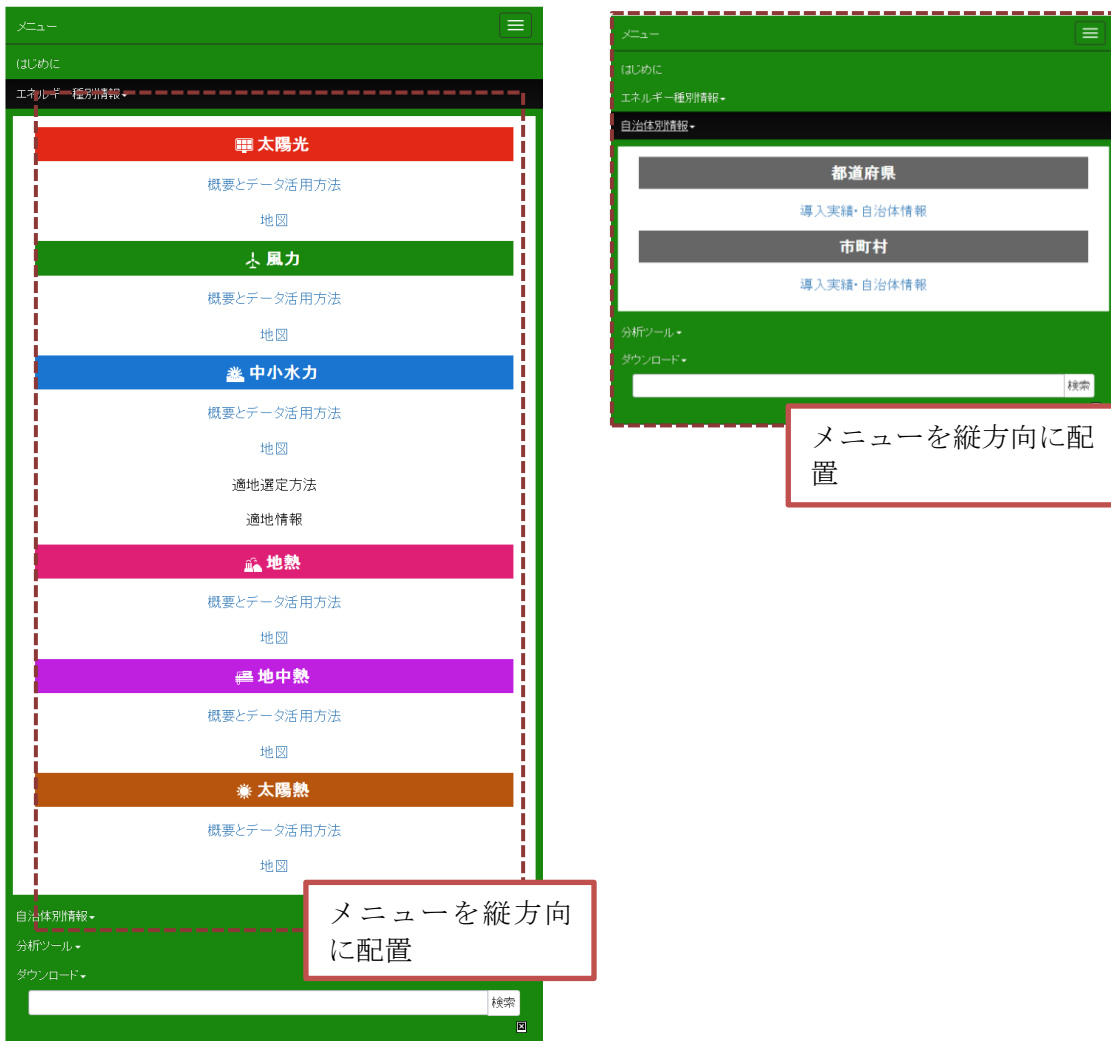 メニュー
はじめに
エネルギー種別情報
太陽光
概要とデータ活用方法
地図
風力
概要とデータ活用方法
地図
中小水力
概要とデータ活用方法
地図
適地選定方法
適地情報
地熱
概要とデータ活用方法
地図
地中熱
概要とデータ活用方法
地図
太陽熱
概要とデータ活用方法
地図
自治体別情報
分析ツール
ダウンロード
検索
メニューを縦方向
に配置
メニュー
はじめに
エネルギー種別情報
自治体別情報
都道府県
導入実績・自治体情報
市町村
導入実績・自治体情報
分析ツール
ダウンロード
検索
メニューを縦方向に配
置